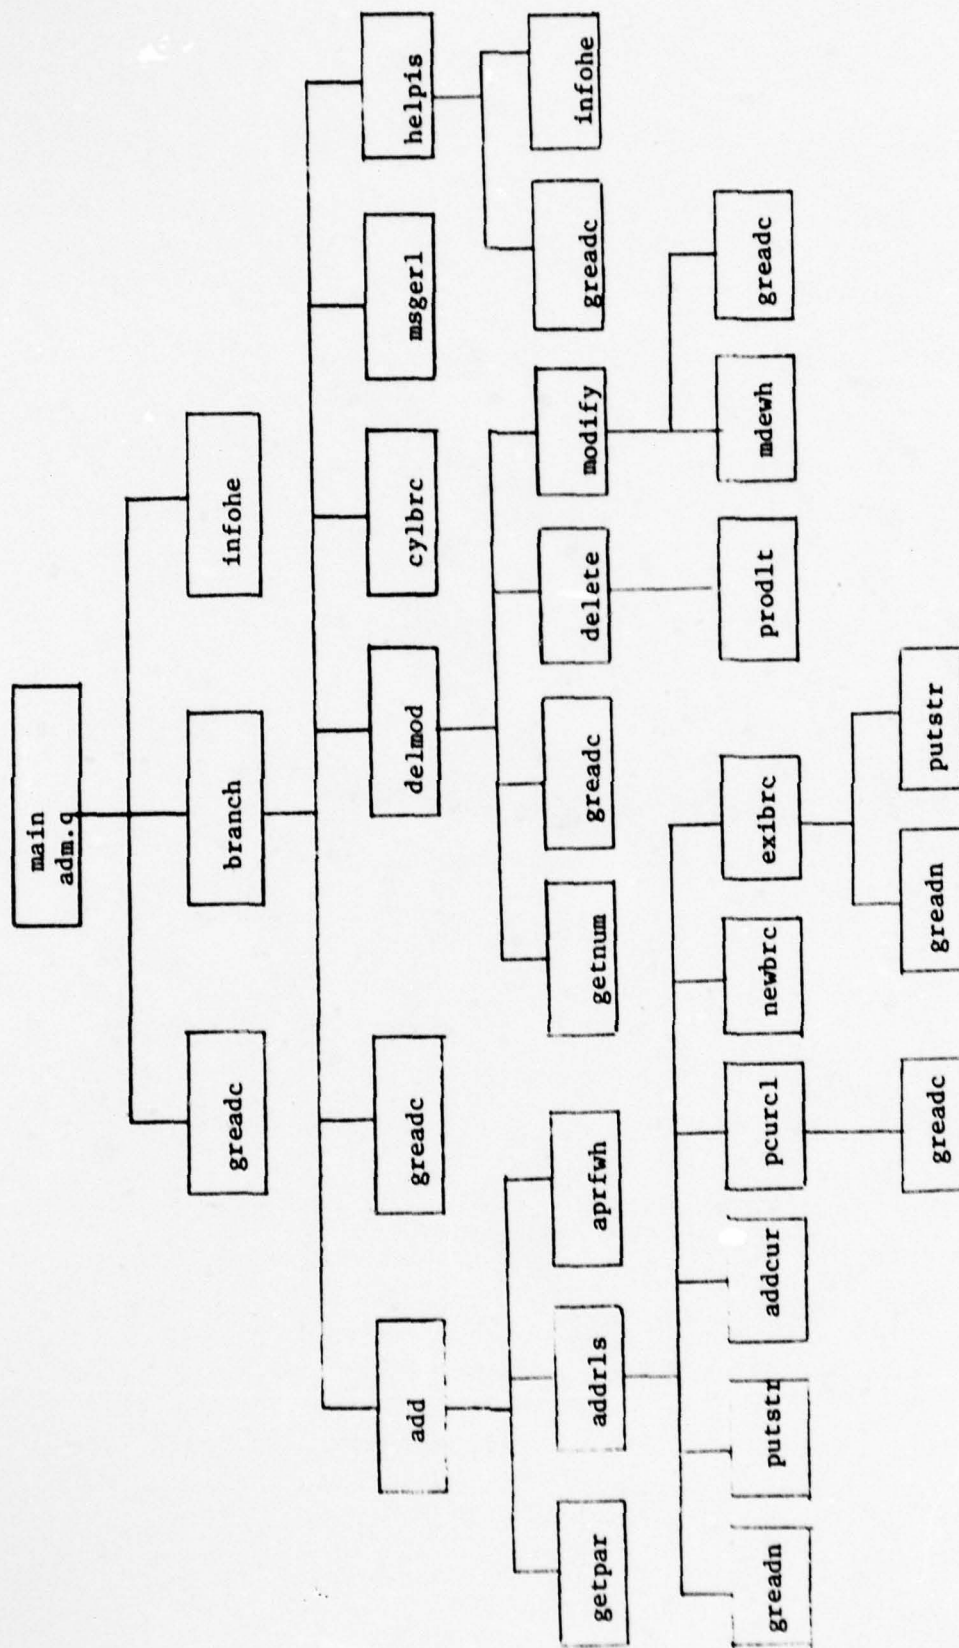 main
adm.q
greadc
branch
infohe
add
greadc
delmod
cylbrc
msgerl
helpis
getpar
addrls
aprfwh
getnum
greadc
delete
modify
greadc
infohe
greadn
putstr
addcur
pcurcl
newbrc
exibrc
prodlt
mdewh
greadc
greadc
greadn
putstr